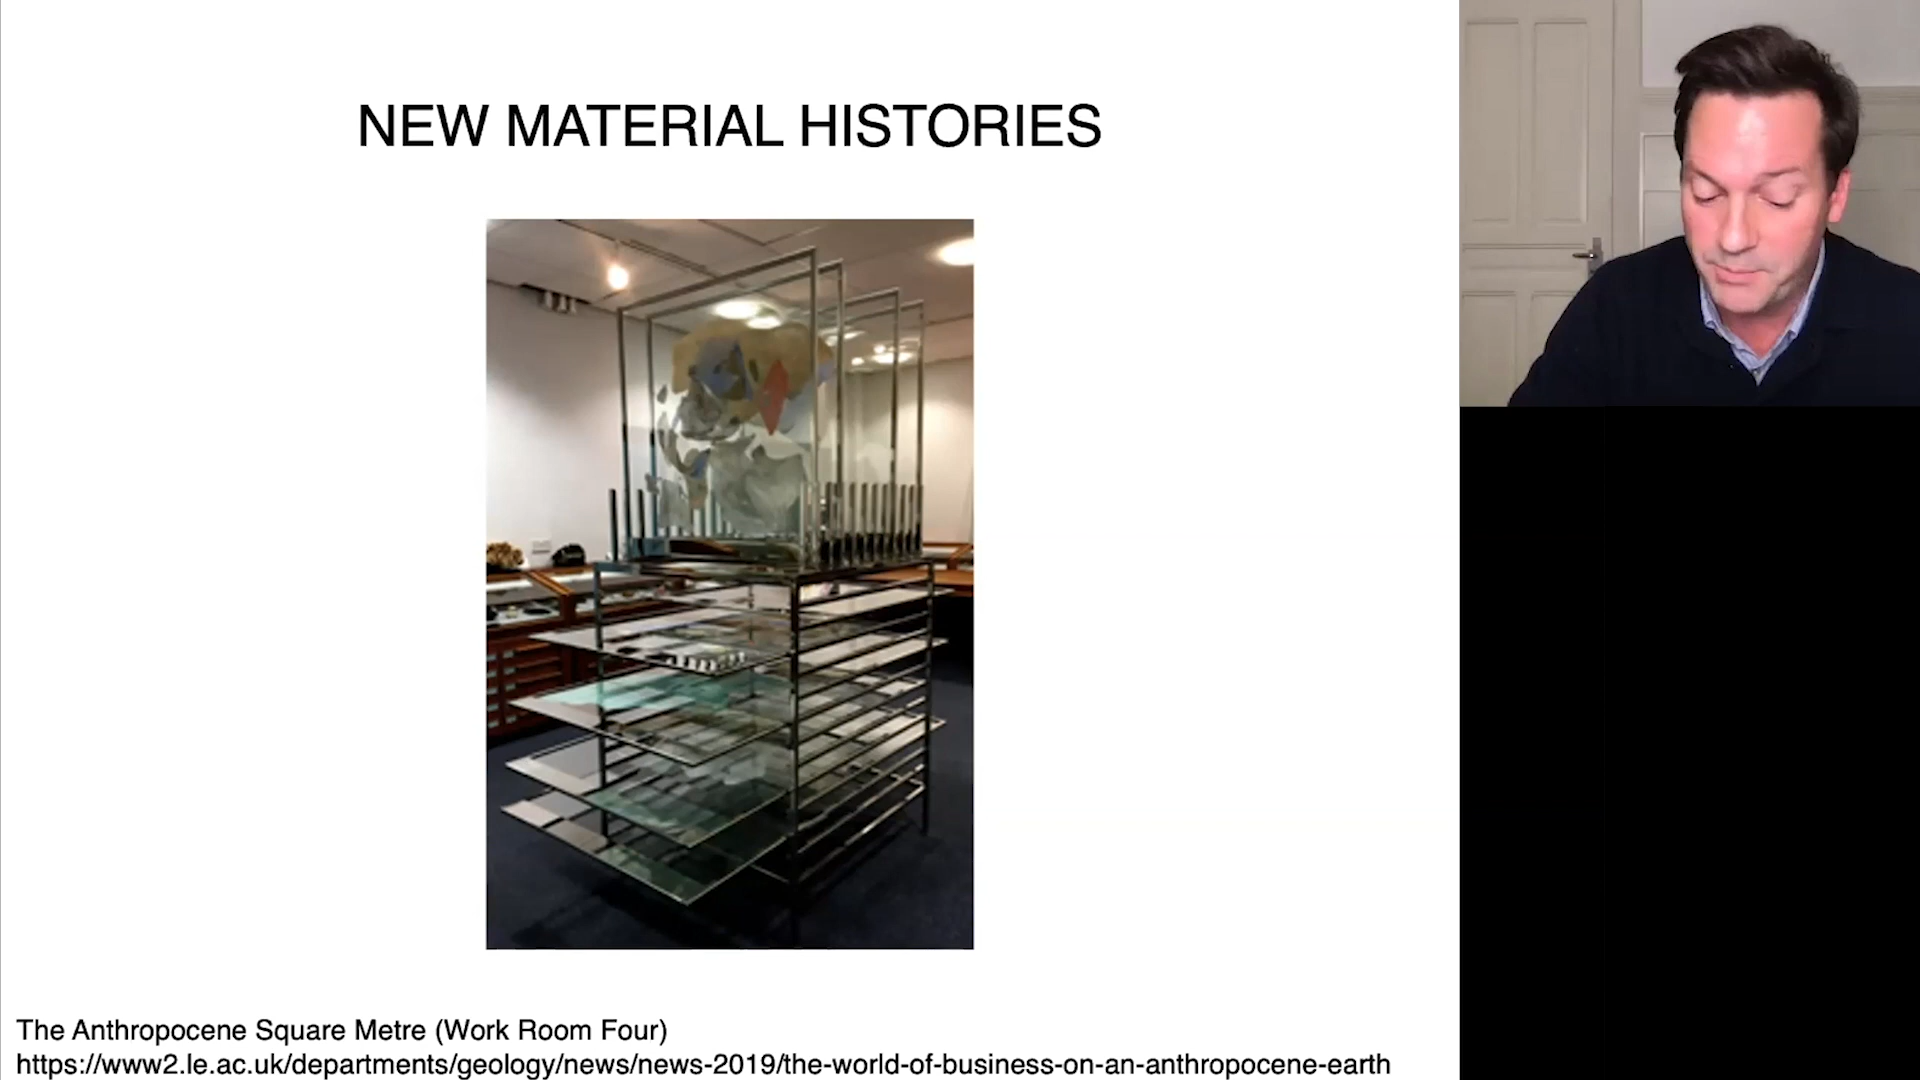 NEW MATERIAL HISTORIES
The Anthropocene Square Metre (Work Room Four)
https://www2.le.ac.uk/departments/geology/news/news-2019/the-world-of-business-on-an-anthropocene-earth